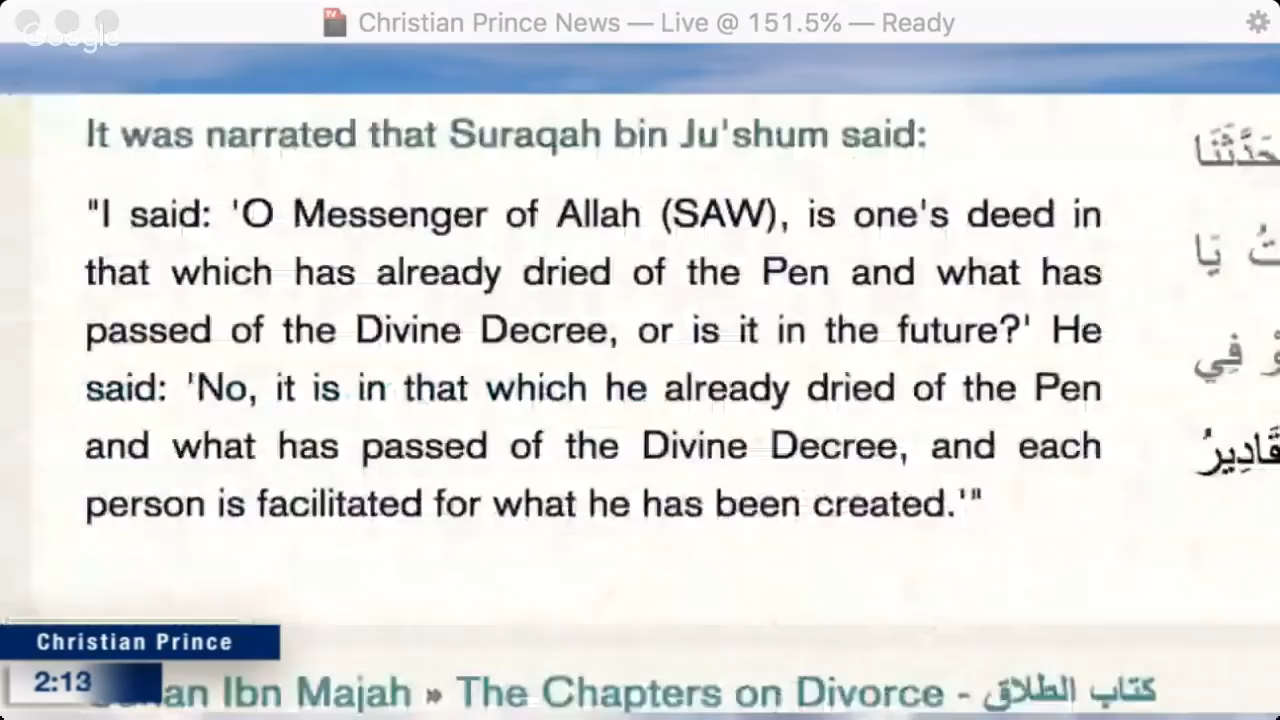 TV Christian Prince News — Live @ 151.5% — Ready
Google
It was narrated that Suraqah bin Ju'shum said:
"I said: 'O Messenger of Allah (SAW), is one's deed in
that which has already dried of the Pen and what has
passed of the Divine Decree, or is it in the future?' He
said: 'No, it is in that which he already dried of the Pen
and what has passed of the Divine Decree, and each
person is facilitated for what he has been created.'"
حَدَّثَنَا
تُ يَا
فِي
قَادِيرُ
Christian Prince
2:13
an Ibn Majah » The Chapters on Divorce - كتاب الطلاق